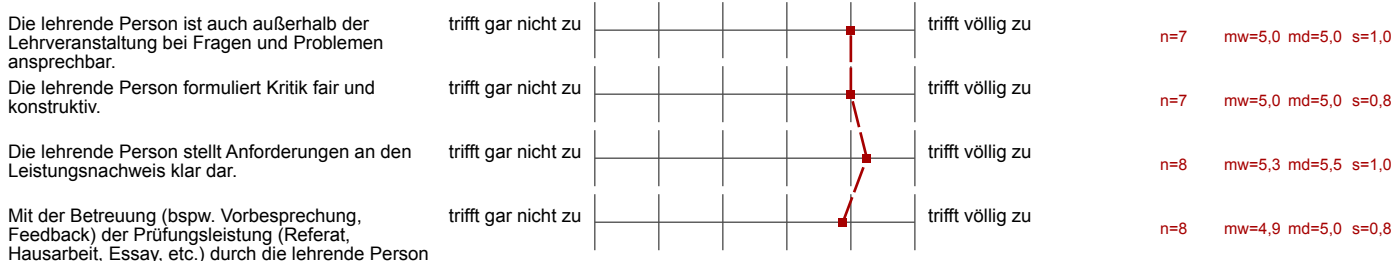 Die lehrende Person ist auch außerhalb der
Lehrveranstaltung bei Fragen und Problemen
ansprechbar.
trifft gar nicht zu
trifft völlig zu
n=7 mw=5,0 md=5,0 s=1,0
Die lehrende Person formuliert Kritik fair und
konstruktiv.
trifft gar nicht zu
trifft völlig zu
n=7 mw=5,0 md=5,0 s=0,8
Die lehrende Person stellt Anforderungen an den
Leistungsnachweis klar dar.
trifft gar nicht zu
trifft völlig zu
n=8 mw=5,3 md=5,5 s=1,0
Mit der Betreuung (bspw. Vorbesprechung,
Feedback) der Prüfungsleistung (Referat,
Hausarbeit, Essay, etc.) durch die lehrende Person
trifft gar nicht zu
trifft völlig zu
n=8 mw=4,9 md=5,0 s=0,8